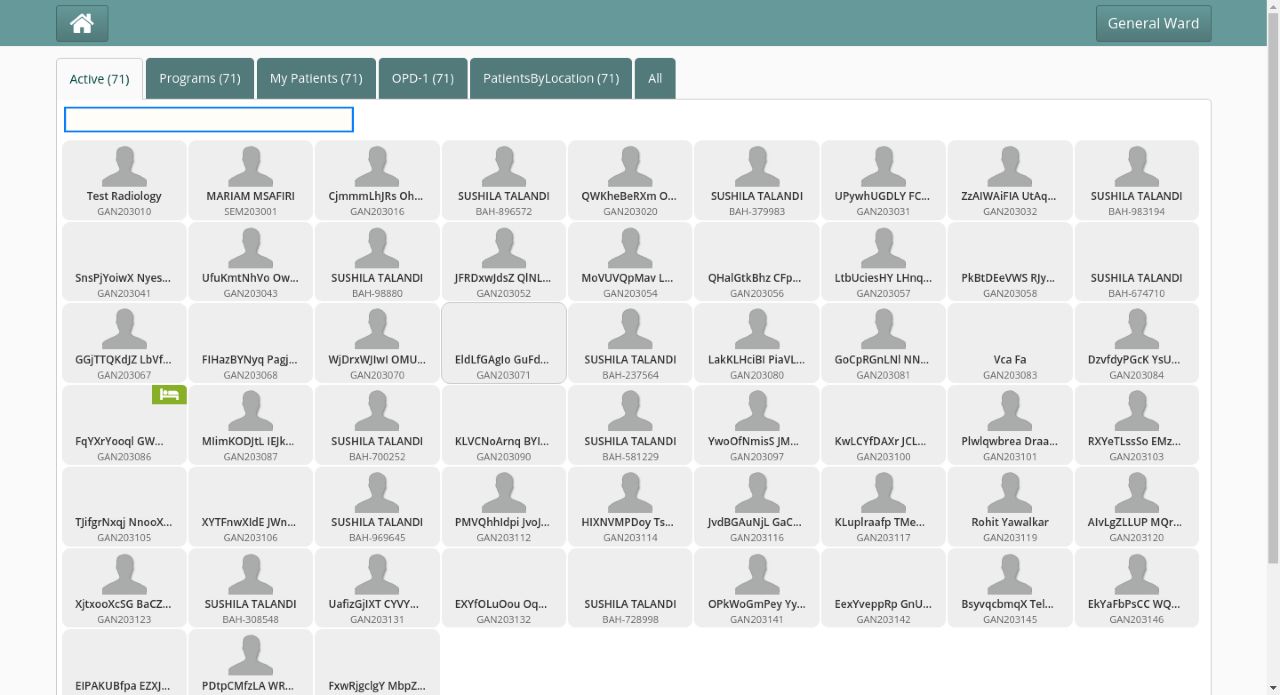 General Ward
Active (71) Programs (71) My Patients (71) OPD-1 (71) PatientsByLocation (71) All
Test Radiology MARIAM MSAFIRI CjmmmLhJRs Oh... SUSHILA TALANDI QWKheBeRXm O... SUSHILA TALANDI UPywhUGDLY FC... ZzAIWAiFIA UtAq... SUSHILA TALANDI
GAN203010 SEM203001 GAN203016 BAH-896572 GAN203020 BAH-379983 GAN203031 GAN203032 BAH-983194
SnsPjYoiwX Nyes... UfuKmtNhVo Ow... SUSHILA TALANDI JFRDxwJdsZ QlNL... MoVUVQpMav L... QHalGtkBhz CFp... LtbUciesHY LHnq... PkBtDEeVWS RJy... SUSHILA TALANDI
GAN203041 GAN203043 BAH-98880 GAN203052 GAN203054 GAN203056 GAN203057 GAN203058 BAH-674710
GGjTTQKdJZ LbVf... FIHazBYNyq Pagj... WjDrxWJIwI OMU... EldLfGAgIo GuFd... SUSHILA TALANDI LakKLHciBI PiaVL... GoCpRGnLNl NN... Vca Fa DzvfdyPGcK YsU...
GAN203067 GAN203068 GAN203070 GAN203071 BAH-237564 GAN203080 GAN203081 GAN203083 GAN203084
FqYXrYooql GW... MIimKODJtL IEJk... SUSHILA TALANDI KLVCNoArnq BYI... SUSHILA TALANDI YwoOfNmisS JM... KwLCYfDAXr JCL... Plwlqwbrea Draa... RXYeTLssSo EMz...
GAN203086 GAN203087 BAH-700252 GAN203090 BAH-581229 GAN203097 GAN203100 GAN203101 GAN203103
TJifgrNxqj NnooX... XYTFnwXIdE JWn... SUSHILA TALANDI PMVQhhIdpi JvoJ... HIXNVMPDoy Ts... JvdBGAuNjL GaC... KLuplraafp TMe... Rohit Yawalkar AIvLgZLLUP MQr...
GAN203105 GAN203106 BAH-969645 GAN203112 GAN203114 GAN203116 GAN203117 GAN203119 GAN203120
XjtxooXcSG BaCZ... SUSHILA TALANDI UafizGjIXT CYVY... EXYfOLuOou Oq... SUSHILA TALANDI OPkWoGmPey Yy... EexYveppRp GnU... BsyvqcbmqX Tel... EkYaFbPsCC WQ...
GAN203123 BAH-308548 GAN203131 GAN203132 BAH-728998 GAN203141 GAN203142 GAN203145 GAN203146
EIPAKUBfpa EZXJ... PDtpCMfzLA WR... FxwRjgclgY MbpZ...